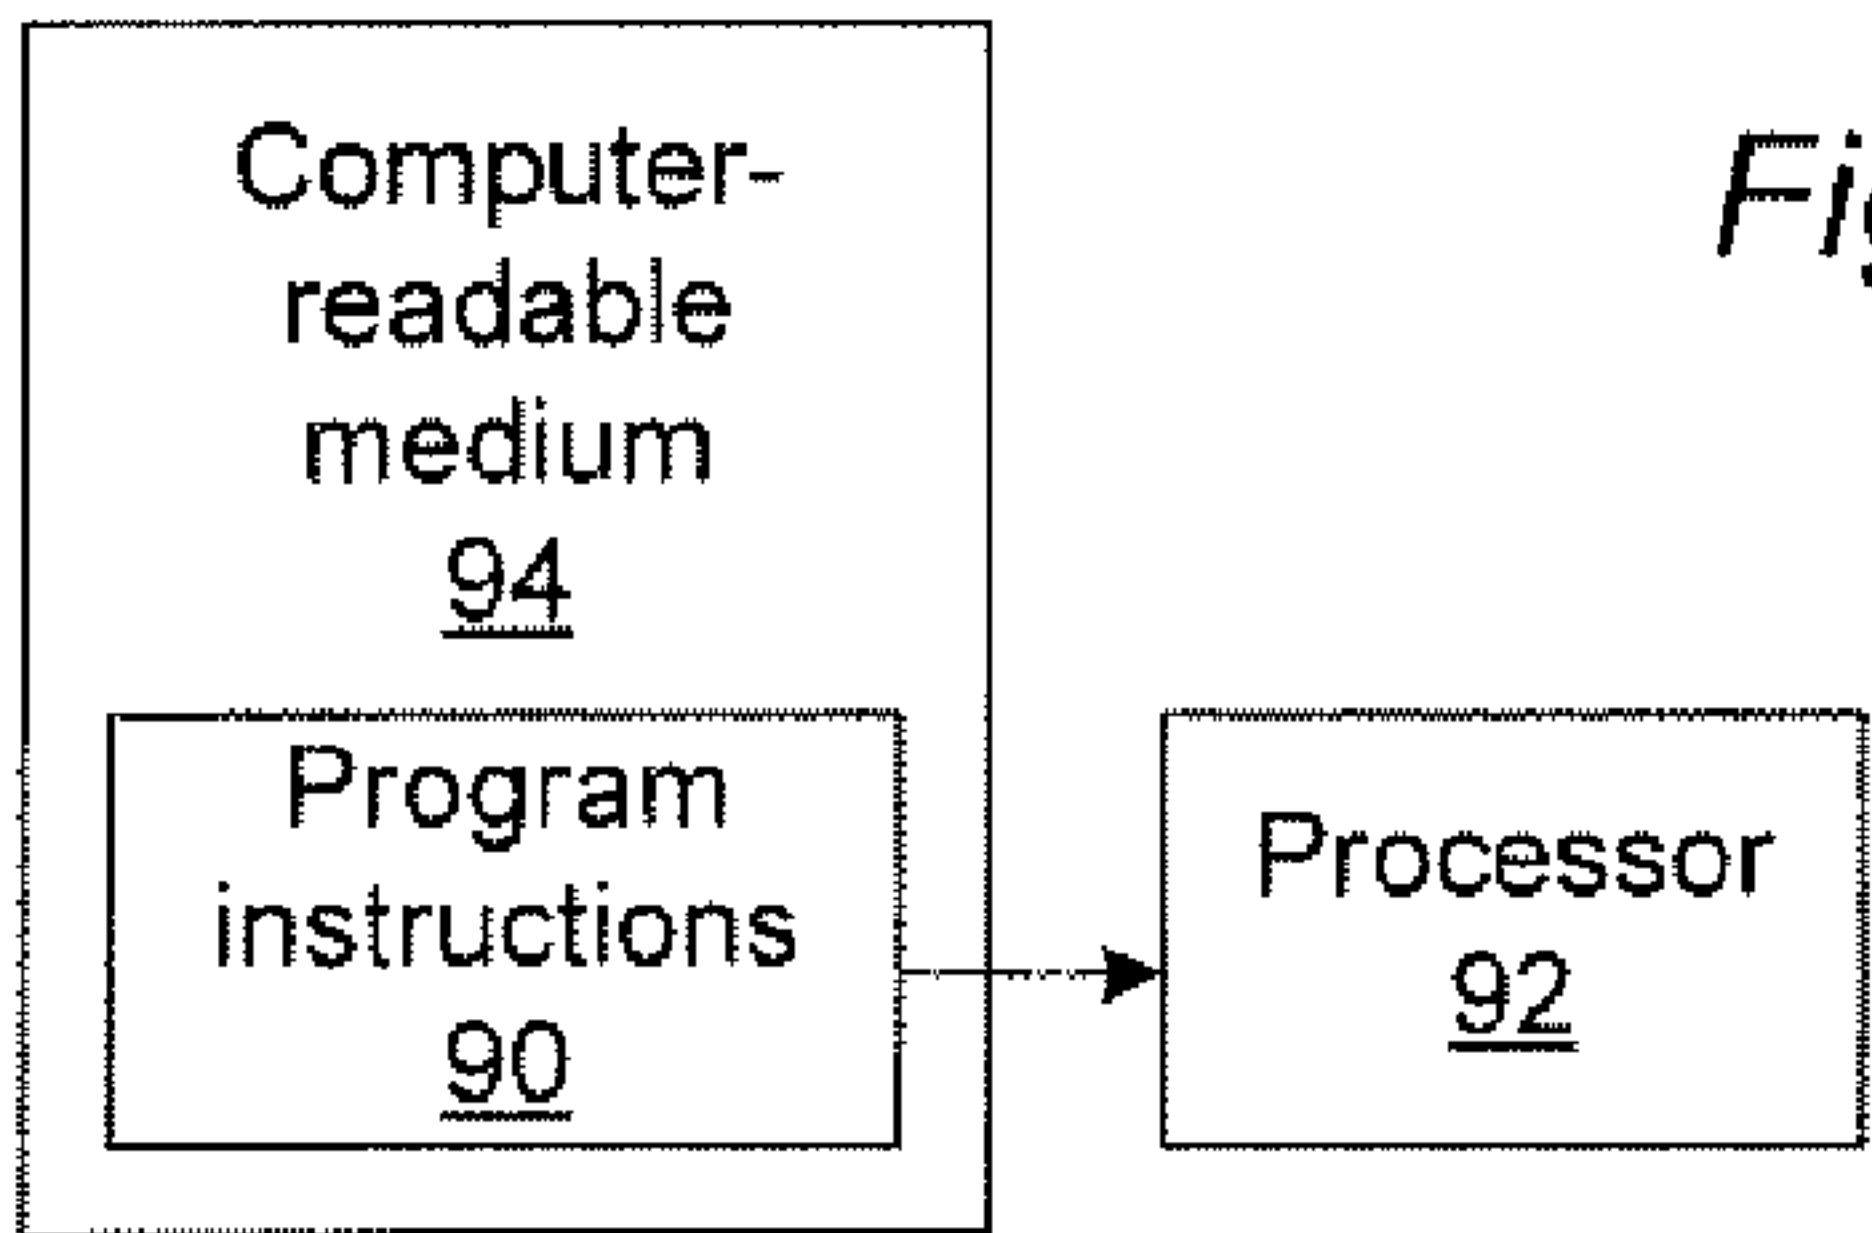 Computer-
readable
medium
94
Program
instructions
90
Processor
92